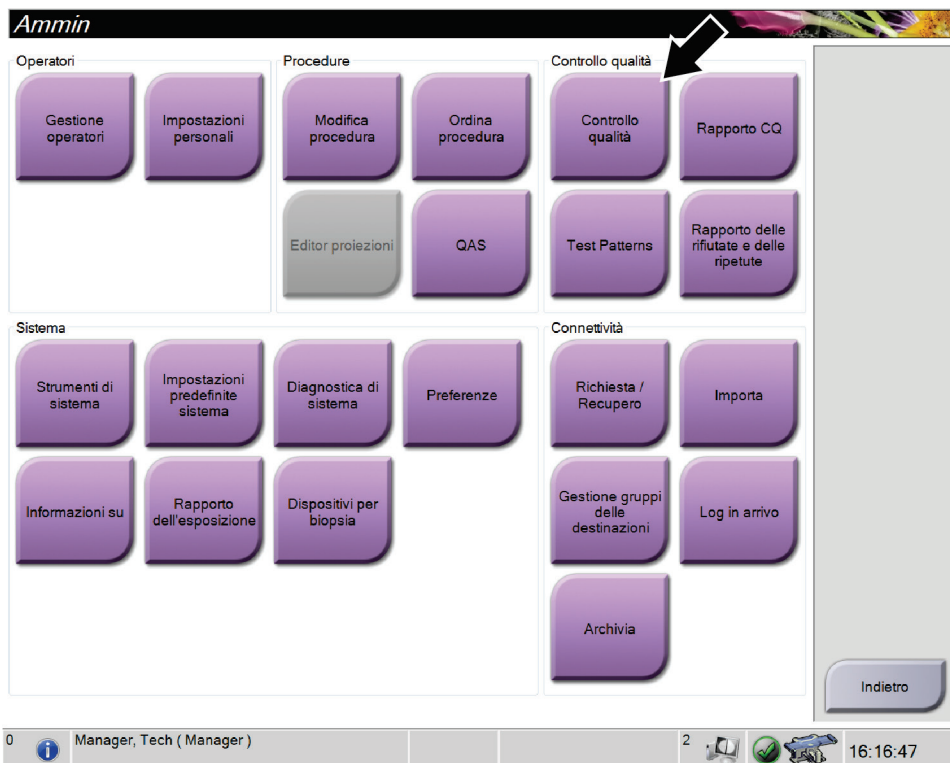 Ammin
Operatori
Gestione
operatori
Impostazioni
personali
Procedure
Modifica
procedura
Ordina
procedura
Editor proiezioni
QAS
Controllo qualità
Controllo
qualità
Rapporto CQ
Test Patterns
Rapporto delle
rifiutate e delle
ripetute
Sistema
Strumenti di
sistema
Impostazioni
predefinite
sistema
Diagnostica di
sistema
Preferenze
Informazioni su
Rapporto
dell'esposizione
Dispositivi per
biopsia
Connettività
Richiesta /
Recupero
Importa
Gestione gruppi
delle
destinazioni
Log in arrivo
Archivia
Indietro
0
Manager, Tech ( Manager )
2
16:16:47